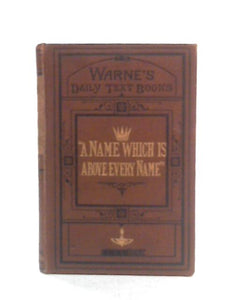 WARNE'S
DAILY TEXT BOOKS
"A NAME WHICH IS
ABOVE EVERY NAME"